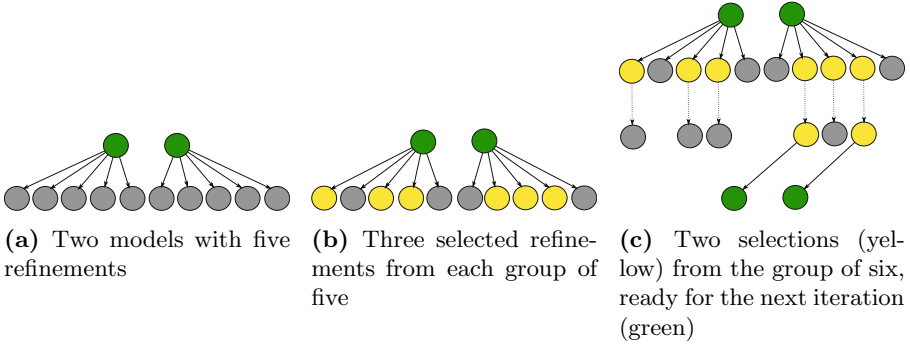 (a) Two models with five
refinements
(b) Three selected refine-
ments from each group of
five
(c) Two selections (yel-
low) from the group of six,
ready for the next iteration
(green)